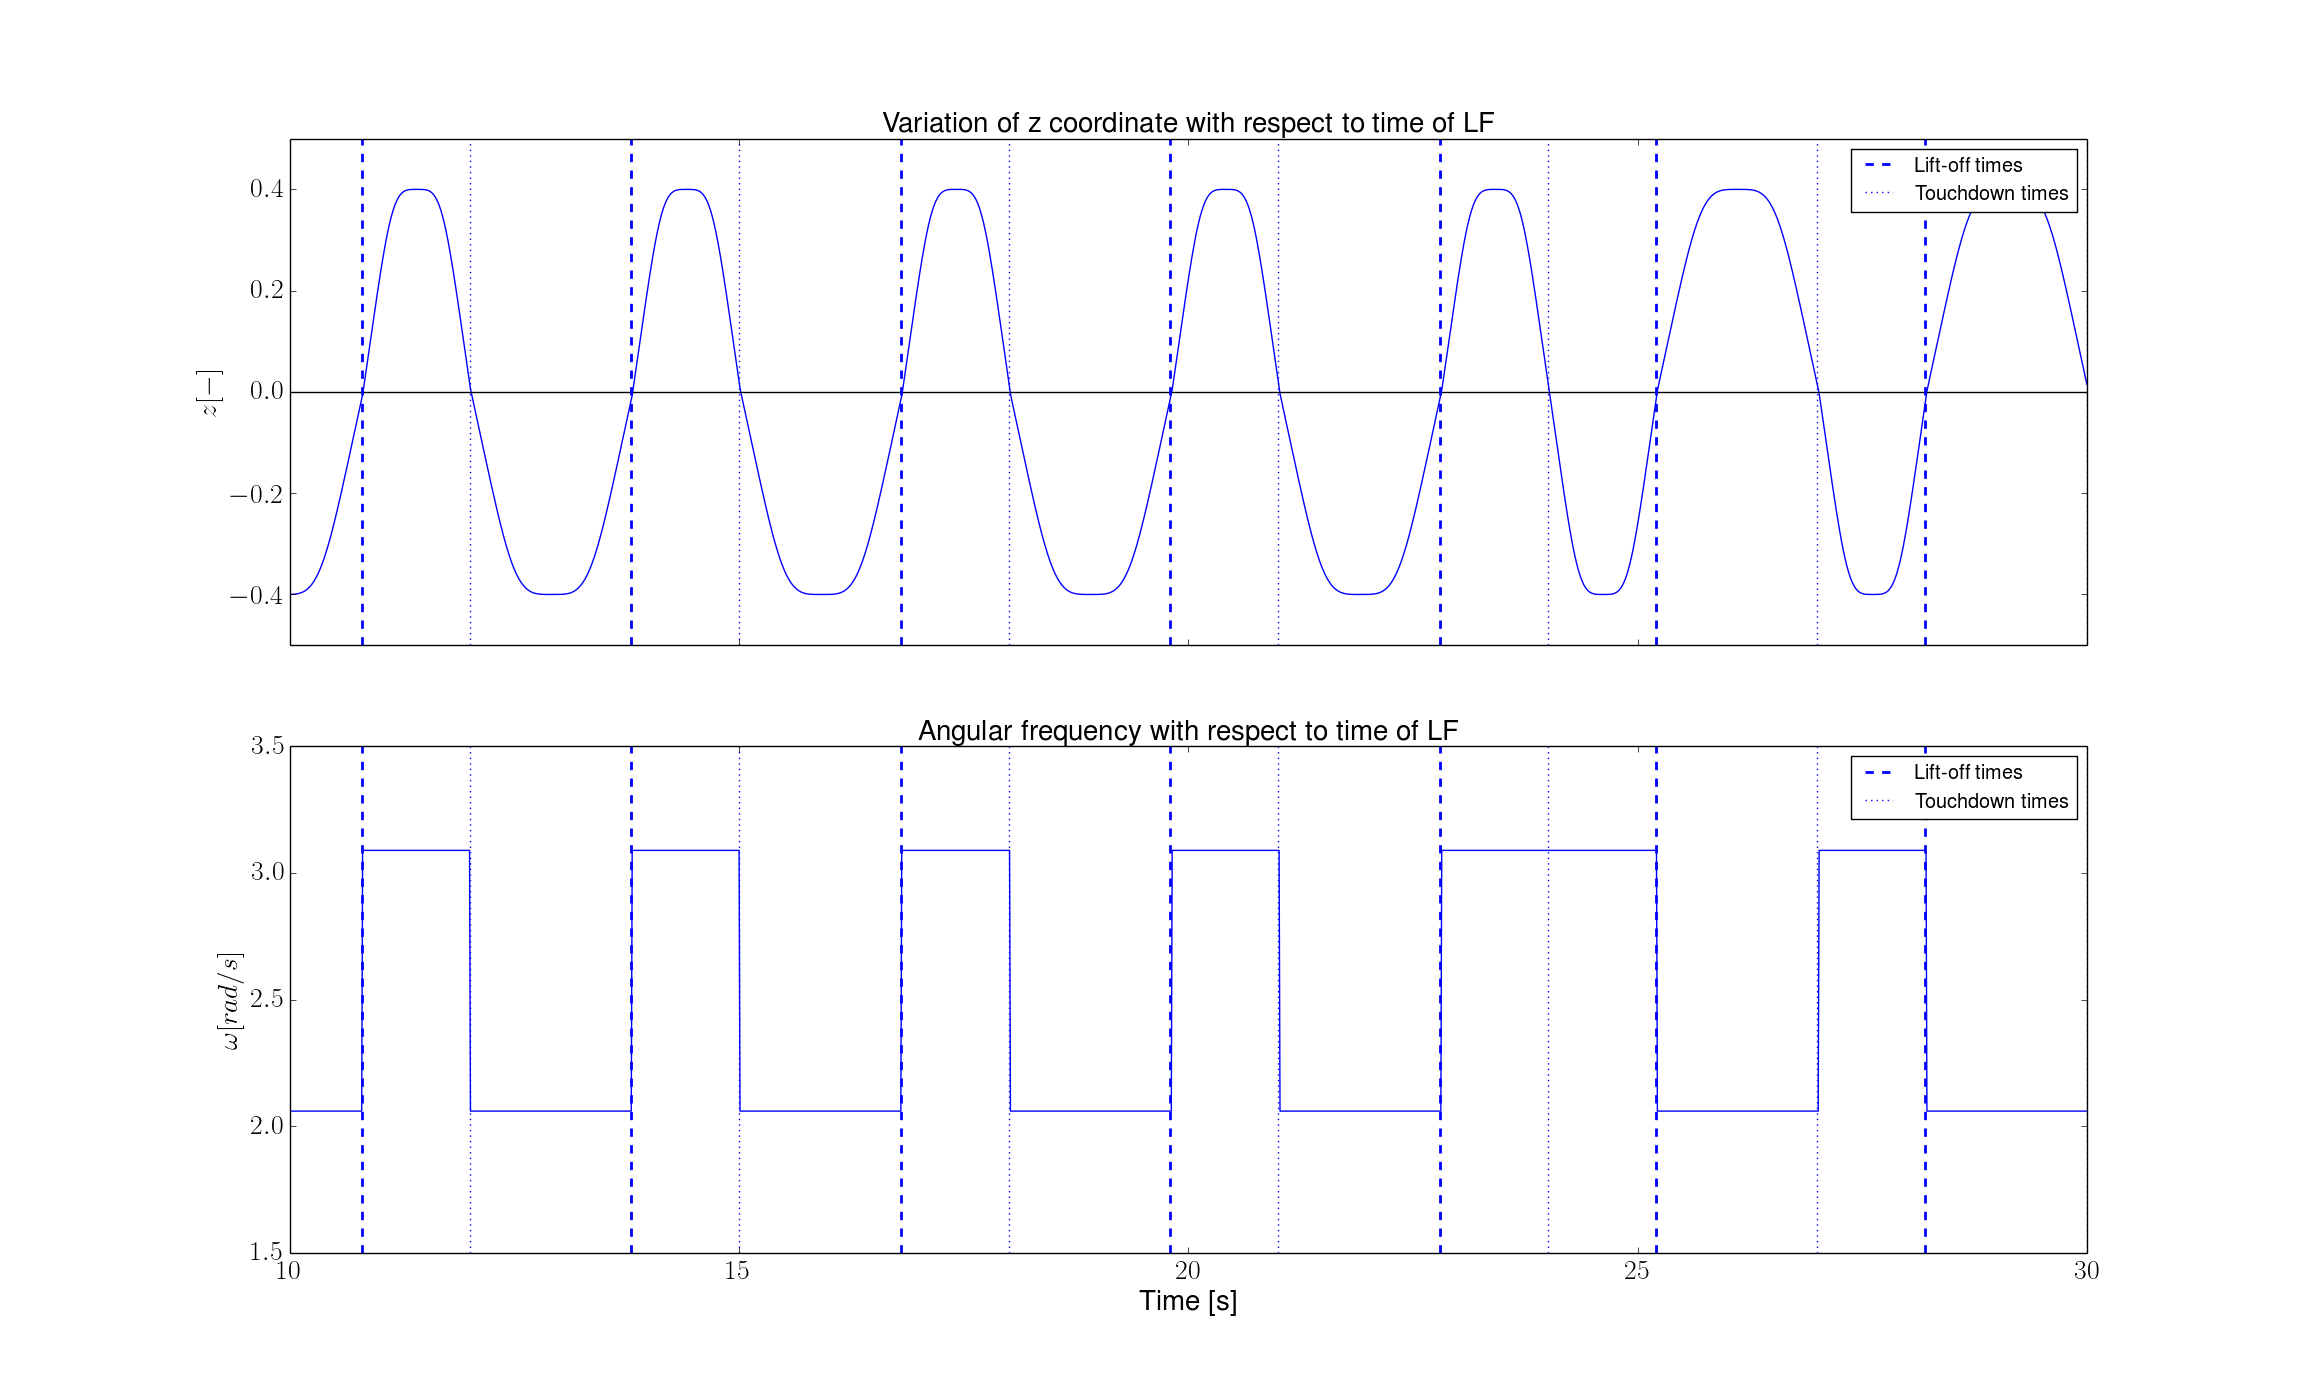 Variation of z coordinate with respect to time of LF
Lift-off times
Touchdown times
0.4
0.2
0.0
−0.2
−0.4
z[−]
Angular frequency with respect to time of LF
Lift-off times
Touchdown times
3.5
3.0
2.5
2.0
1.5
ω[rad/s]
10 15 20 25 30
Time [s]